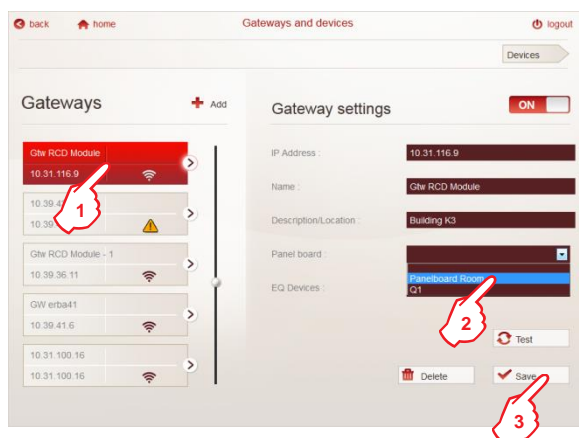 back home Gateways and devices logout
Devices
Gateways Add
Gateway settings ON
Gtw RCD Module
10.31.116.9
10.39.4
10.39
Gtw RCD Module - 1
10.39.36.11
GW erba41
10.39.41.6
10.31.100.16
10.31.100.16
IP Address : 10.31.116.9
Name : Gtw RCD Module
Description/Location : Building K3
Panel board :
Panelboard Room
Q1
EQ Devices :
Test
Delete Save
1
2
3